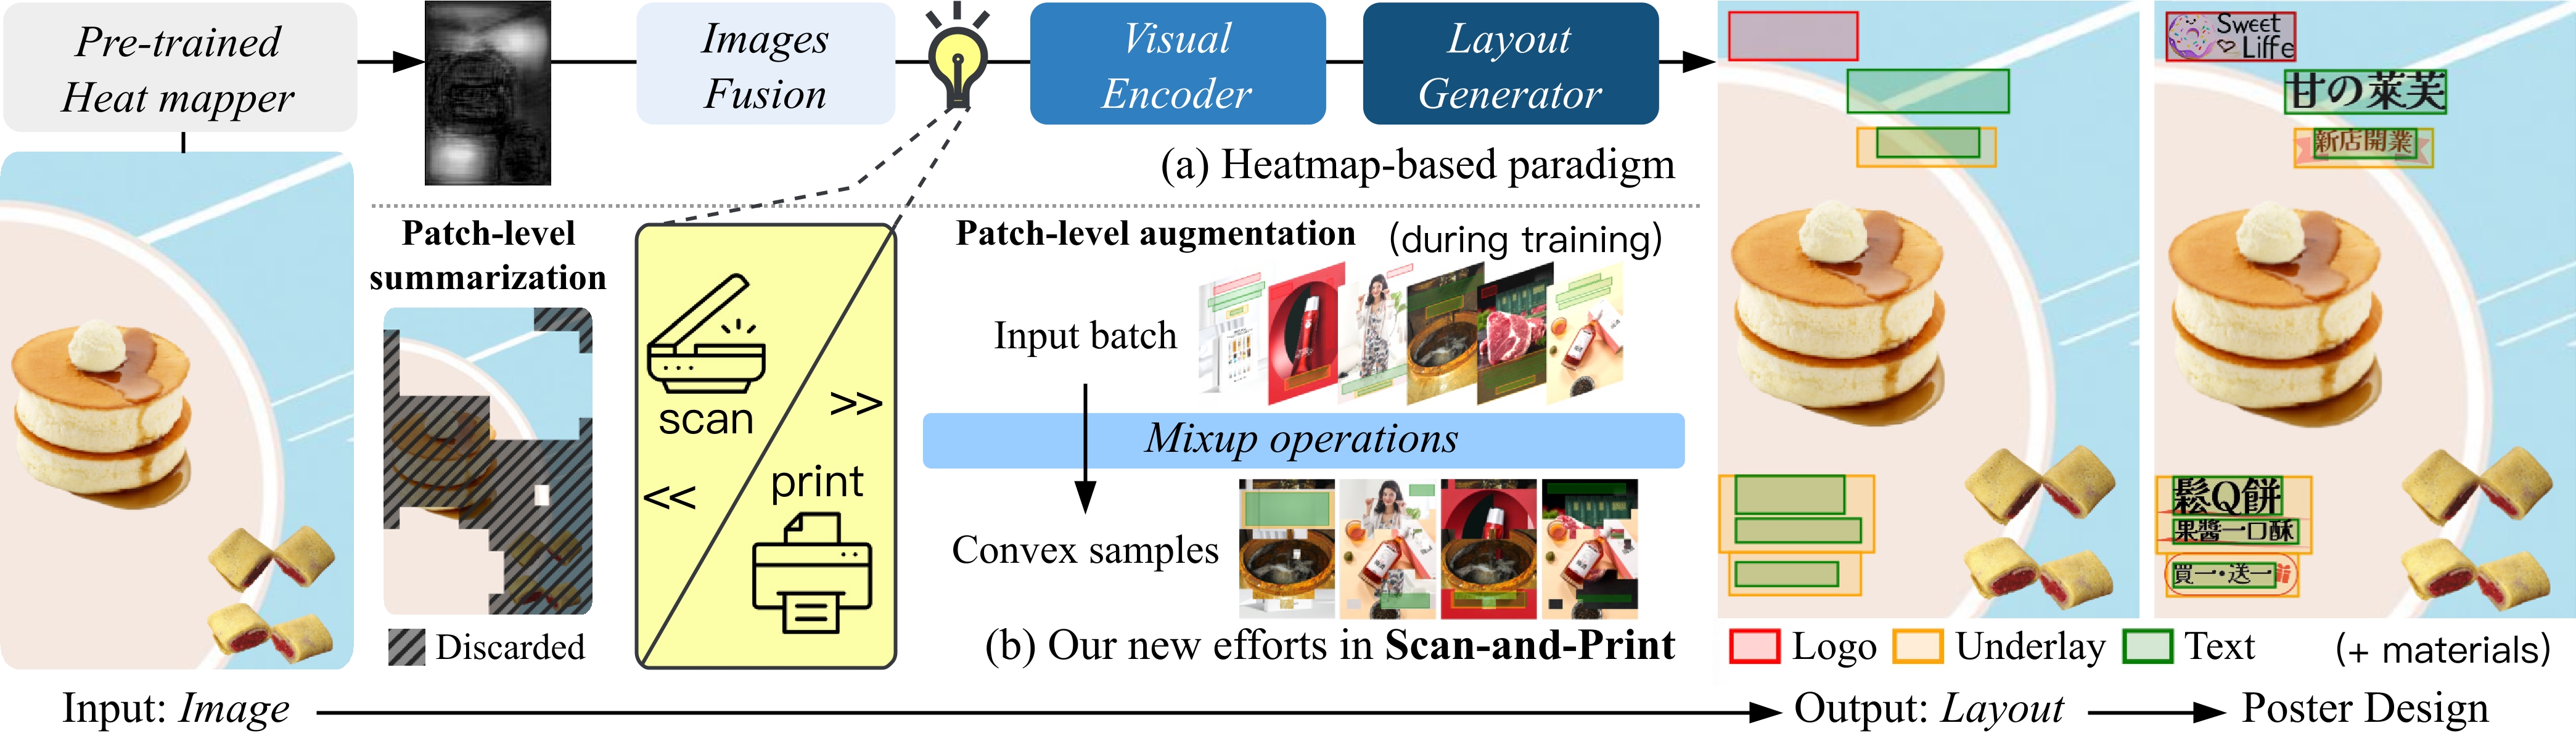 Pre-trained
Heat mapper
Images
Fusion
Visual
Encoder
Layout
Generator
(a) Heatmap-based paradigm
Patch-level
summarization
Discarded
scan
>>
<<
print
Patch-level augmentation (during training)
Input batch
Mixup operations
Convex samples
(b) Our new efforts in Scan-and-Print
Sweet
Liffe
甘の萊芙
新店開業
鬆Q餅
果醬一口酥
買一·送一
Logo
Underlay
Text
(+ materials)
Input: Image
Output: Layout
Poster Design